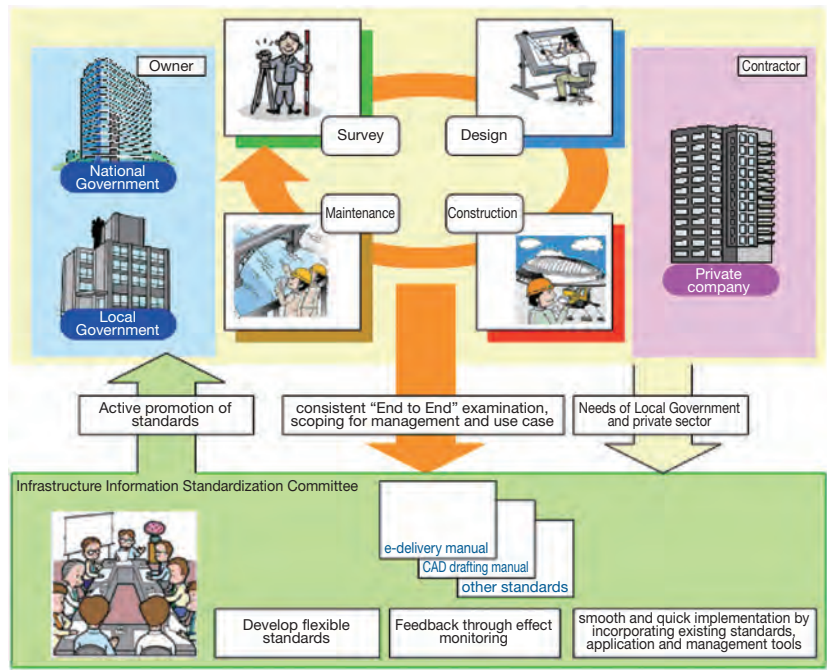 Owner
Contractor
Survey
Design
National
Government
Maintenance
Construction
Private
company
Local
Government
Active promotion of
standards
consistent “End to End” examination,
scoping for management and use case
Needs of Local Government
and private sector
Infrastructure Information Standardization Committee
e-delivery manual
CAD drafting manual
other standards
Develop flexible
standards
Feedback through effect
monitoring
smooth and quick implementation by
incorporating existing standards,
application and management tools